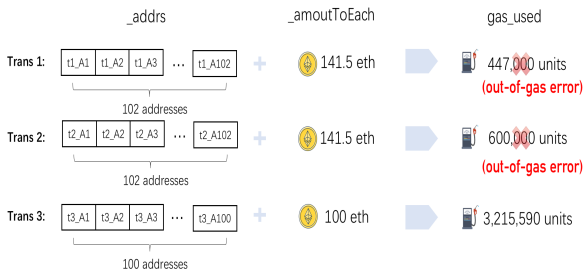 _addrs _amoutToEach gas_used
Trans 1: t1_A1 t1_A2 t1_A3 ... t1_A102 + 141.5 eth 447,000 units
(out-of-gas error)
102 addresses
Trans 2: t2_A1 t2_A2 t2_A3 ... t2_A102 + 141.5 eth 600,000 units
(out-of-gas error)
102 addresses
Trans 3: t3_A1 t3_A2 t3_A3 ... t3_A100 + 100 eth 3,215,590 units
100 addresses